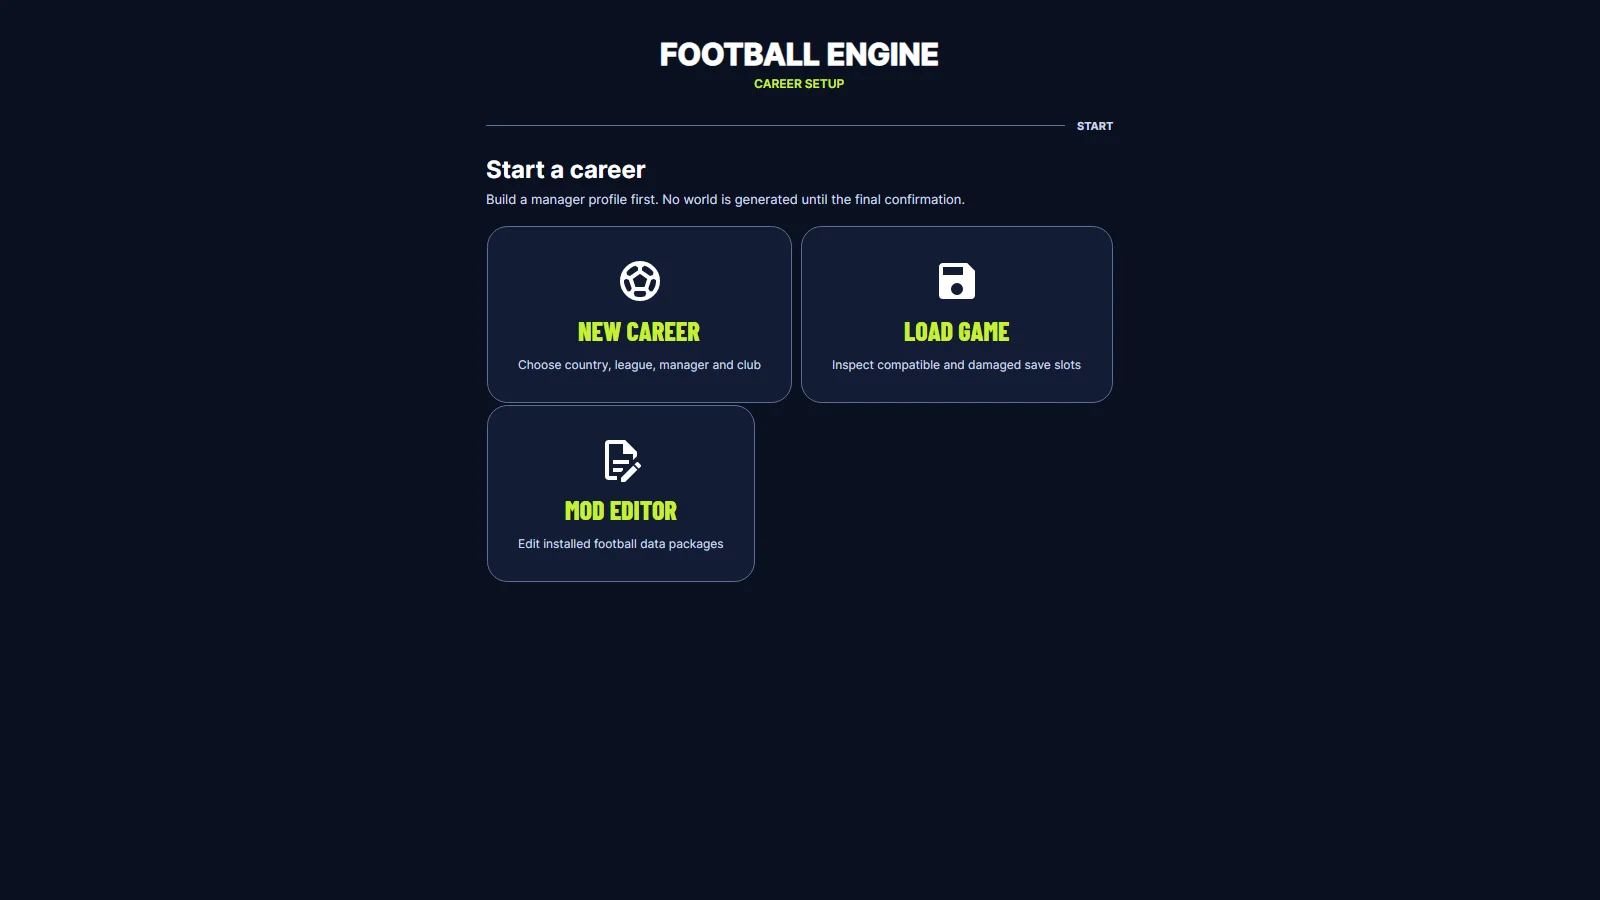 FOOTBALL ENGINE
CAREER SETUP
START
Start a career
Build a manager profile first. No world is generated until the final confirmation.
NEW CAREER
Choose country, league, manager and club
LOAD GAME
Inspect compatible and damaged save slots
MOD EDITOR
Edit installed football data packages